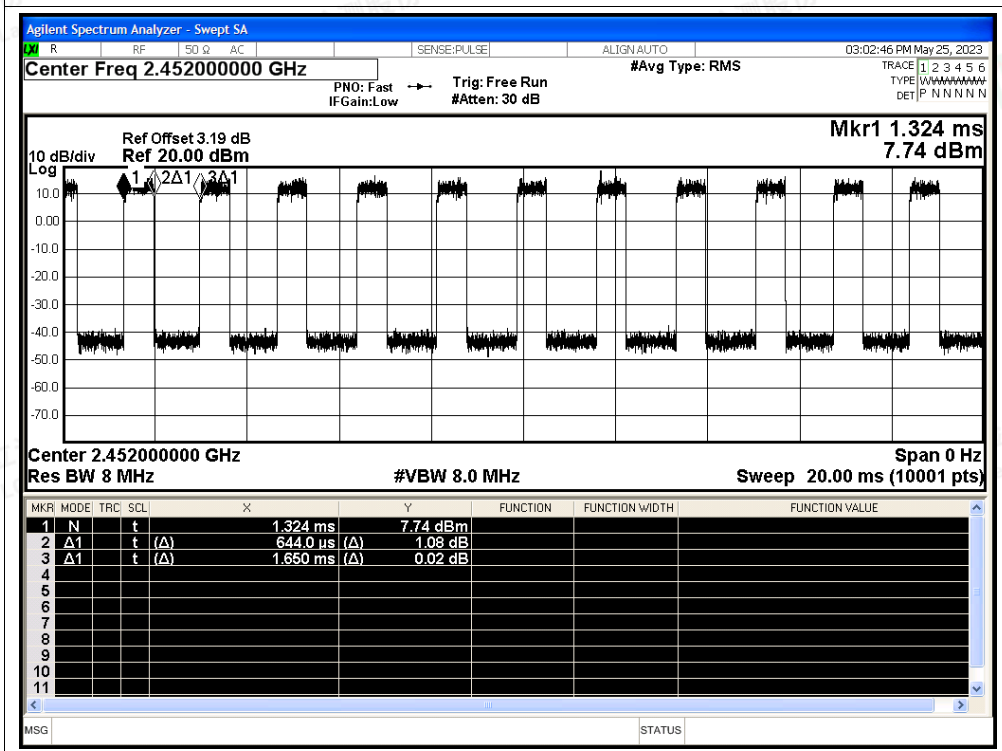 Agilent Spectrum Analyzer - Swept SA
LXI R RF 50 Ω AC SENSE:PULSE ALIGN AUTO 03:02:46 PM May 25, 2023
Center Freq 2.452000000 GHz #Avg Type: RMS TRACE 1 2 3 4 5 6
PNO: Fast Trig: Free Run TYPE WWWWWW
IFGain:Low #Atten: 30 dB DET P N N N N N
Mkr1 1.324 ms
Ref Offset 3.19 dB
10 dB/div Ref 20.00 dBm 7.74 dBm
Log
1 2Δ1 3Δ1
10.0
0.00
-10.0
-20.0
-30.0
-40.0
-50.0
-60.0
-70.0
Center 2.452000000 GHz Span 0 Hz
Res BW 8 MHz #VBW 8.0 MHz Sweep 20.00 ms (10001 pts)
MKR MODE TRC SCL X Y FUNCTION FUNCTION WIDTH FUNCTION VALUE
1 N t 1.324 ms 7.74 dBm
2 Δ1 t (Δ) 644.0 µs (Δ) 1.08 dB
3 Δ1 t (Δ) 1.650 ms (Δ) 0.02 dB
4
5
6
7
8
9
10
11
MSG STATUS